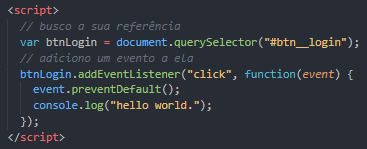 <script>
// busco a sua referência
var btnLogin = document.querySelector("#btn__login");
// adiciono um evento a ela
btnLogin.addEventListener("click", function(event) {
event.preventDefault();
console.log("hello world.");
});
</script>